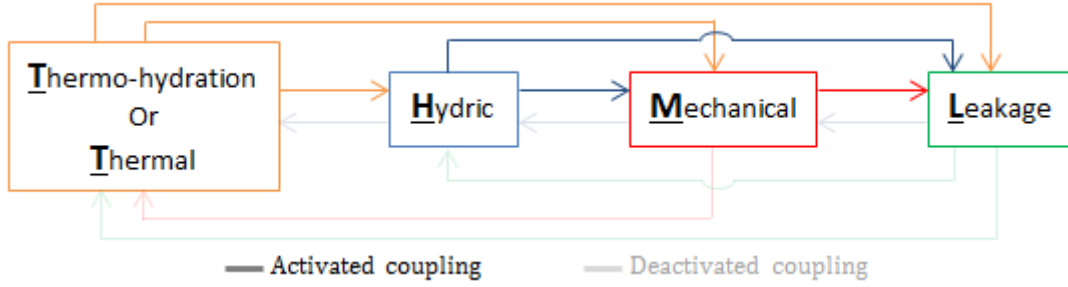 Thermo-hydration
Or
Thermal
Hydric
Mechanical
Leakage
Activated coupling
Deactivated coupling